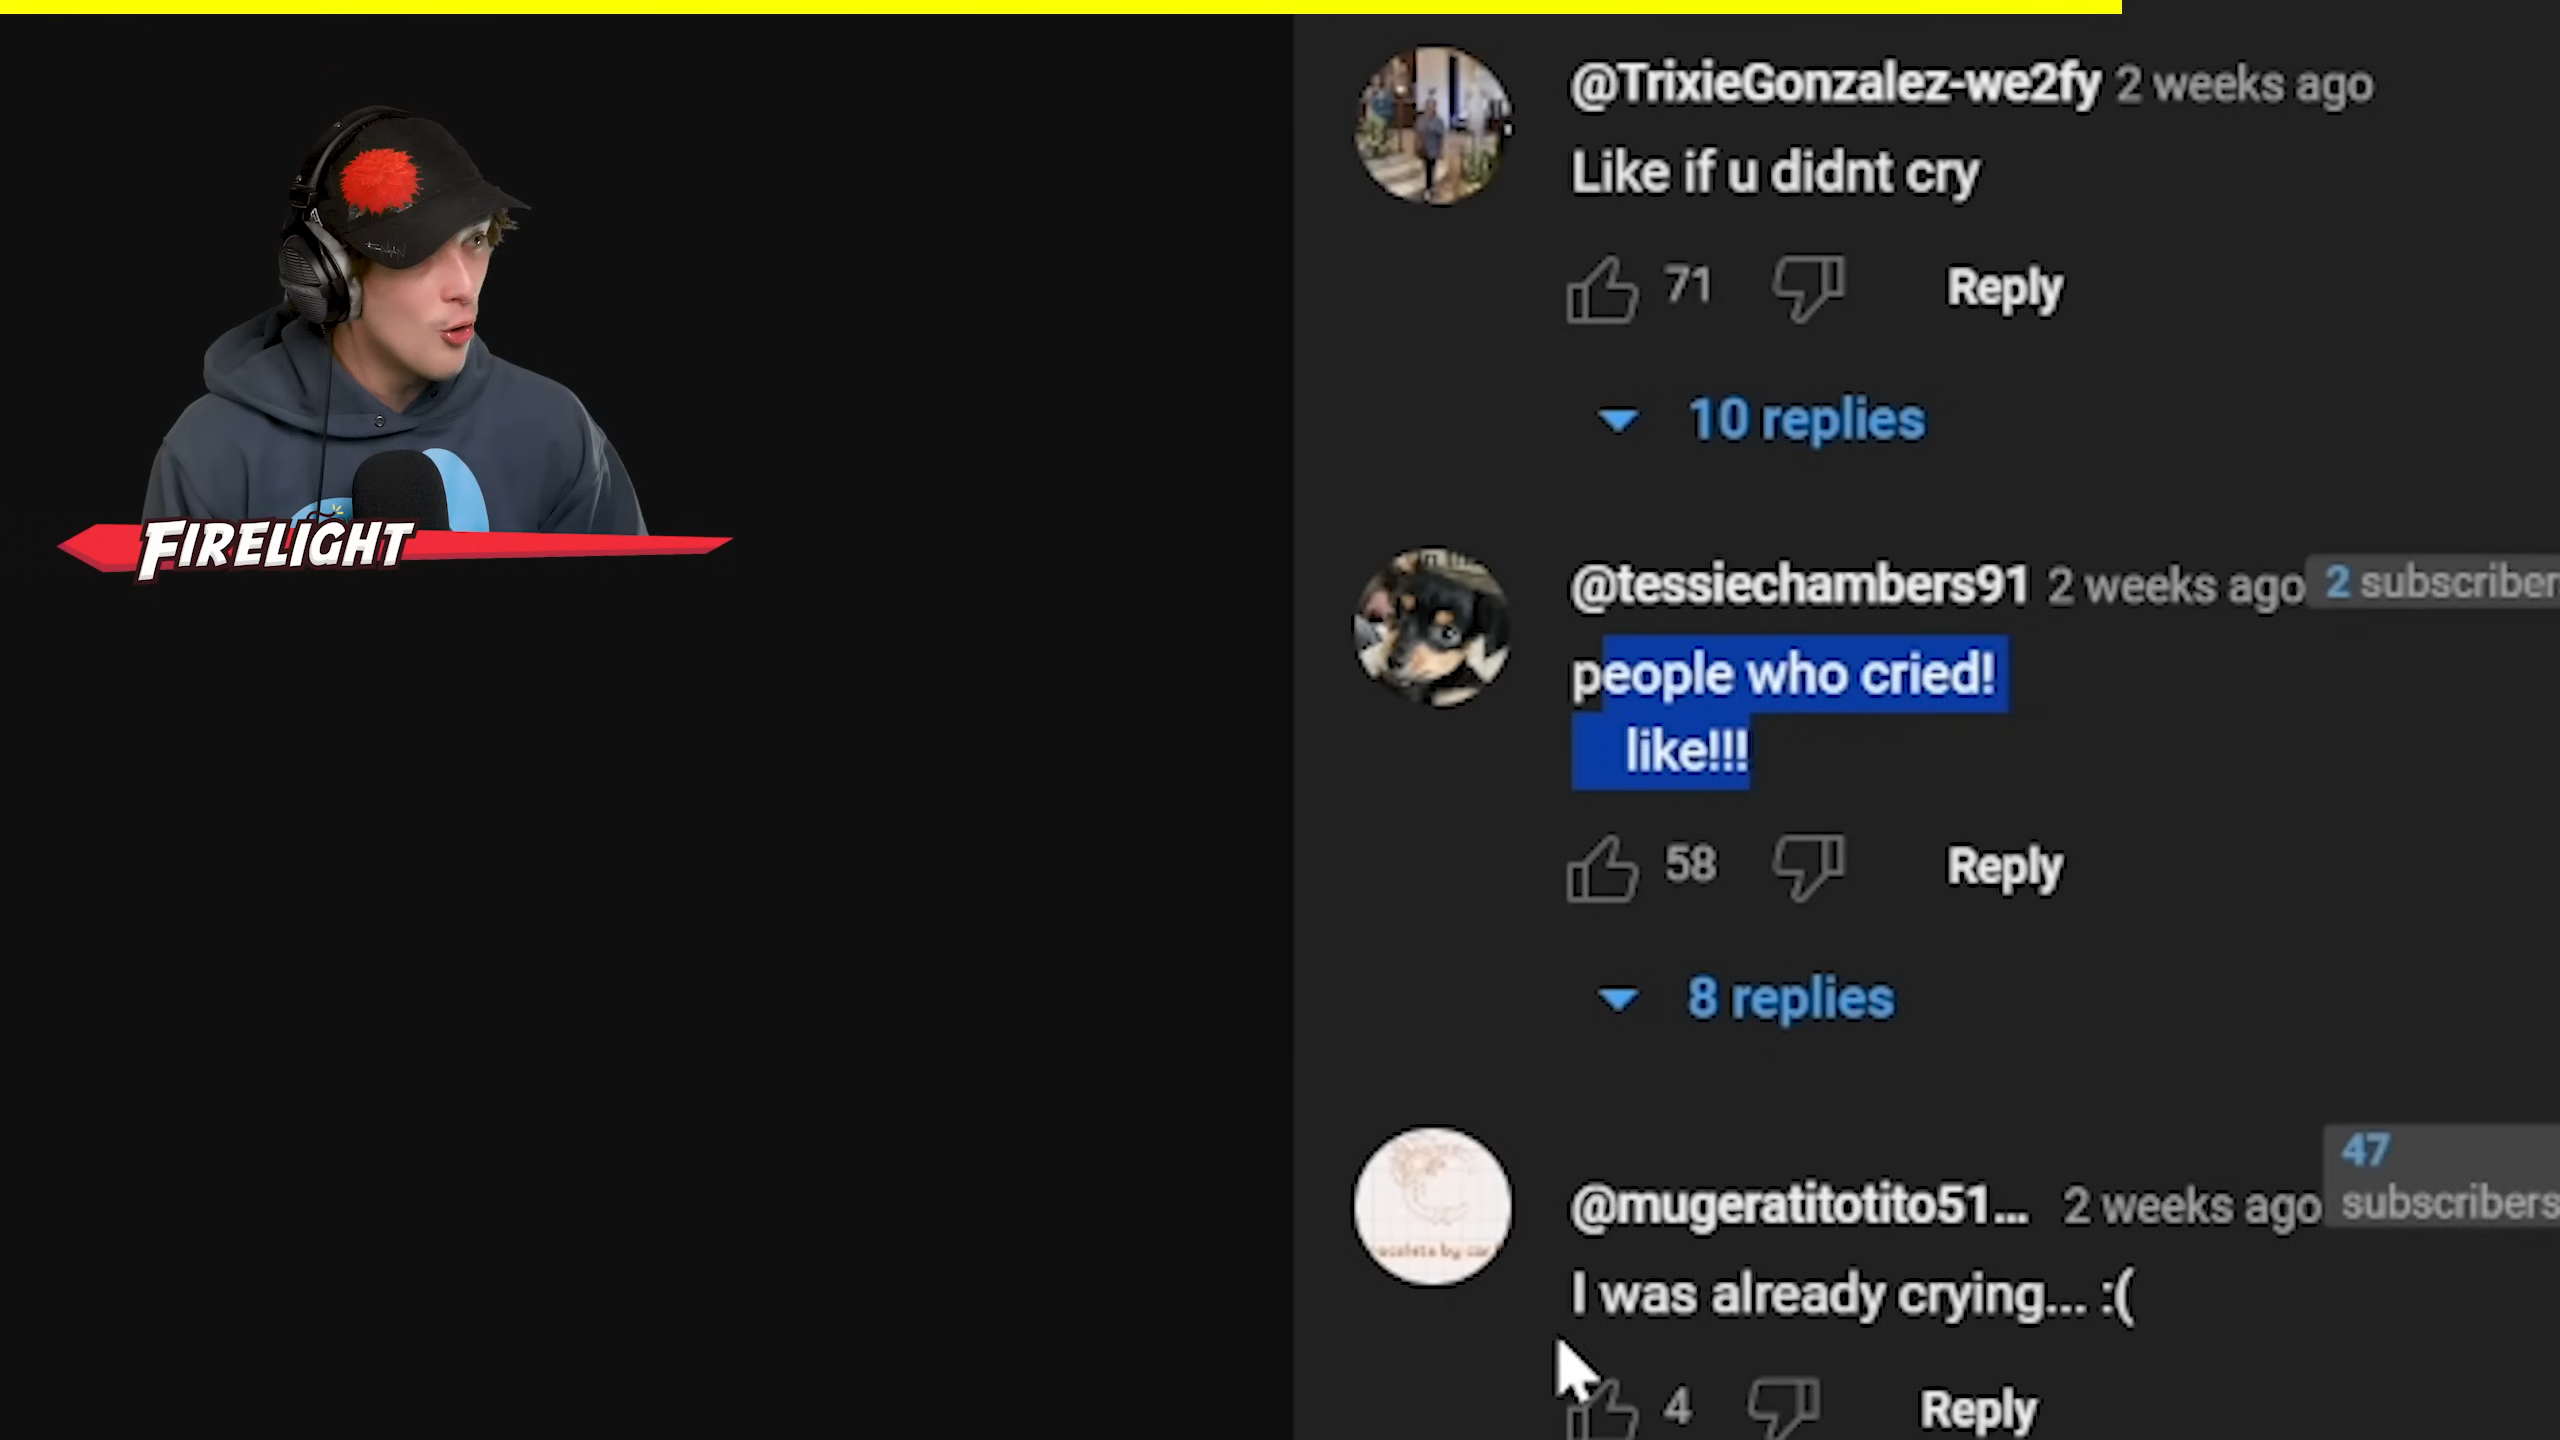 FIRELIGHT
@TrixieGonzalez-we2fy 2 weeks ago
Like if u didnt cry
71 Reply
10 replies
@tessiechambers91 2 weeks ago 2 subscriber
people who cried!
like!!!
58 Reply
8 replies
47
@mugeratitotito51... 2 weeks ago subscribers
I was already crying... :(
4 Reply